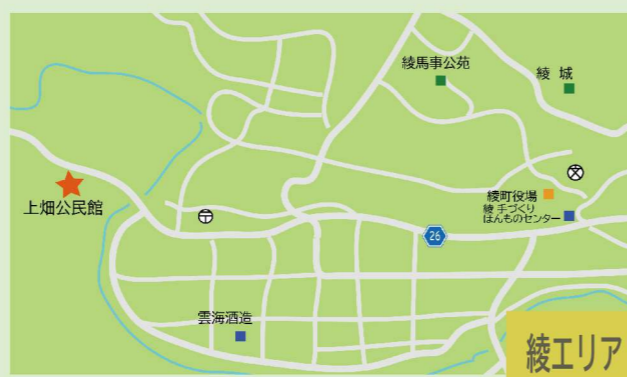 綾馬事公苑
綾 城
上畑公民館
綾町役場
綾 手づくり
ほんものセンター
26
雲海酒造
綾エリア